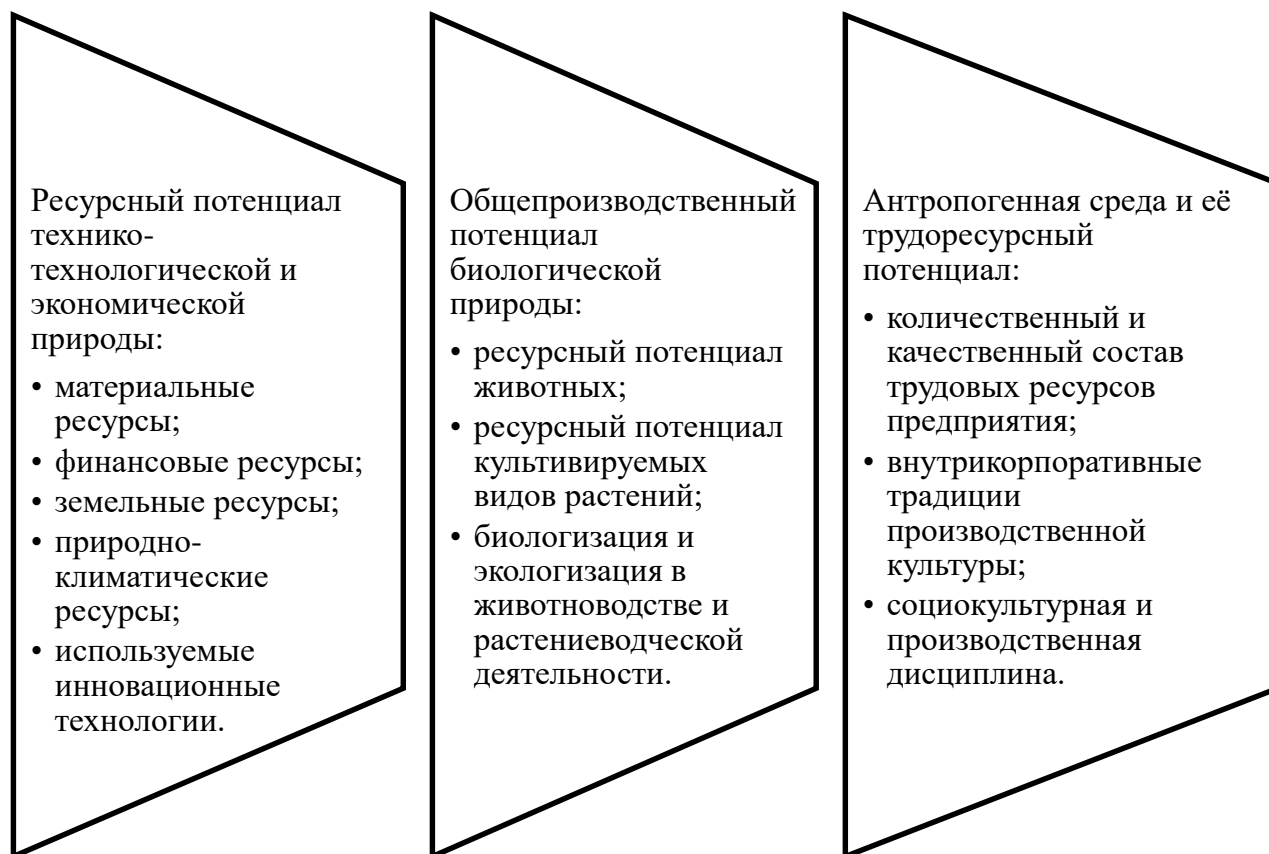 Ресурсный потенциал
технико-
технологической и
экономической
природы:
• материальные
ресурсы;
• финансовые ресурсы;
• земельные ресурсы;
• природно-
климатические
ресурсы;
• используемые
инновационные
технологии.
Общепроизводственный
потенциал
биологической
природы:
• ресурсный потенциал
животных;
• ресурсный потенциал
культивируемых
видов растений;
• биологизация и
экологизация в
животноводстве и
растениеводческой
деятельности.
Антропогенная среда и её
трудоресурсный
потенциал:
• количественный и
качественный состав
трудовых ресурсов
предприятия;
• внутрикорпоративные
традиции
производственной
культуры;
• социокультурная и
производственная
дисциплина.